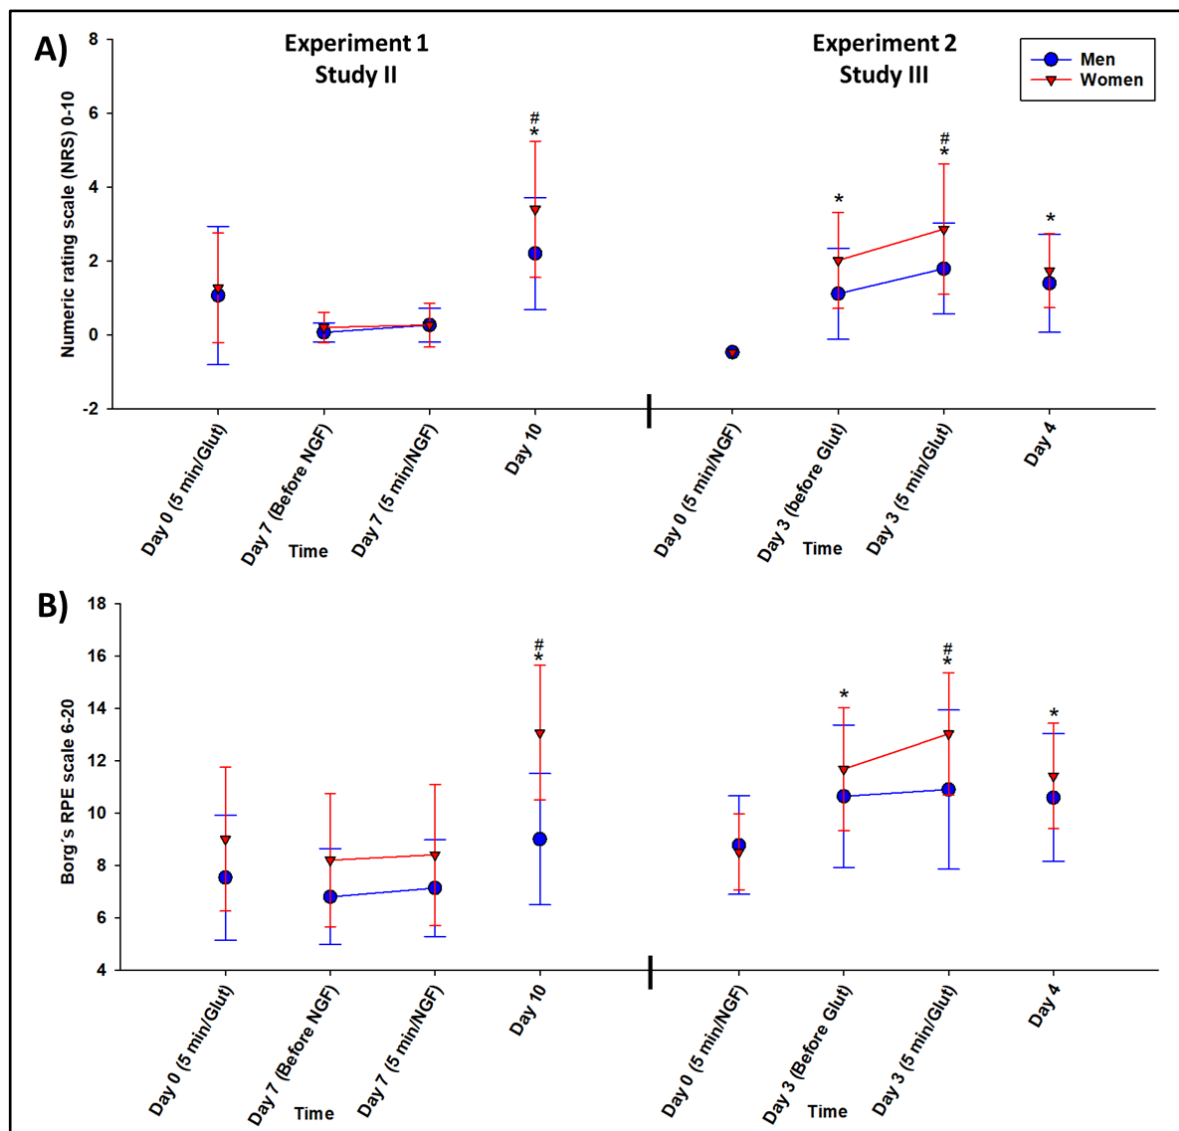 A)
Experiment 1
Study II
Experiment 2
Study III
Men
Women
Numeric rating scale (NRS) 0-10
8
6
4
2
0
-2
#
*
*
#
*
*
Day 0 (5 min/Glut)
Day 7 (Before NGF)
Day 7 (5 min/NGF)
Day 10
Day 0 (5 min/NGF)
Day 3 (before Glut)
Day 3 (5 min/Glut)
Day 4
Time
Time
B)
Borg´s RPE scale 6-20
18
16
14
12
10
8
6
4
#
*
*
#
*
*
Day 0 (5 min/Glut)
Day 7 (Before NGF)
Day 7 (5 min/NGF)
Day 10
Day 0 (5 min/NGF)
Day 3 (Before Glut)
Day 3 (5 min/Glut)
Day 4
Time
Time